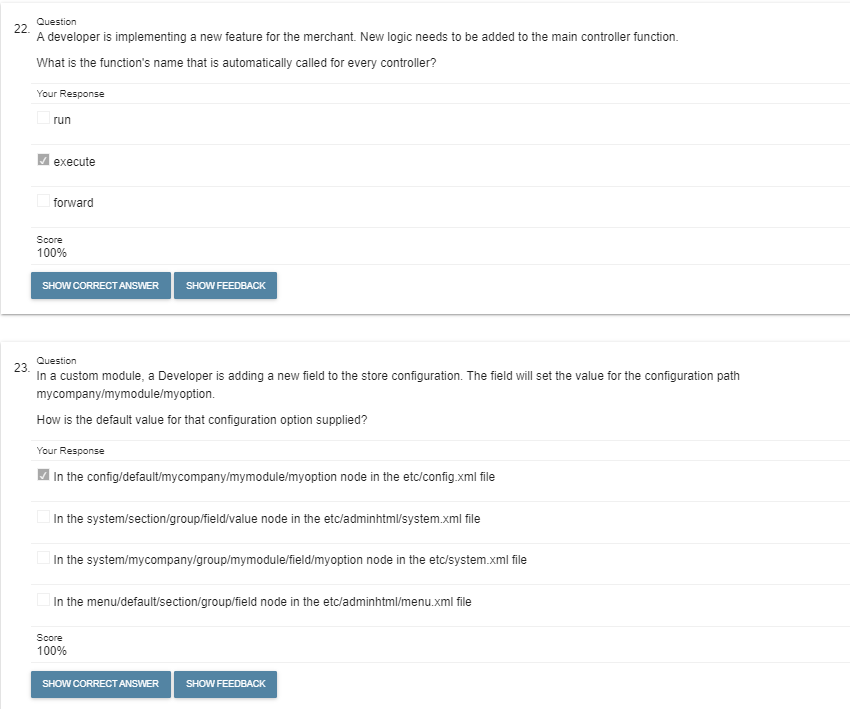 22.
Question
A developer is implementing a new feature for the merchant. New logic needs to be added to the main controller function.
What is the function's name that is automatically called for every controller?
Your Response
run
execute
forward
Score
100%
SHOW CORRECT ANSWER SHOW FEEDBACK
23.
Question
In a custom module, a Developer is adding a new field to the store configuration. The field will set the value for the configuration path
mycompany/mymodule/myoption.
How is the default value for that configuration option supplied?
Your Response
In the config/default/mycompany/mymodule/myoption node in the etc/config.xml file
In the system/section/group/field/value node in the etc/adminhtml/system.xml file
In the system/mycompany/group/mymodule/field/myoption node in the etc/system.xml file
In the menu/default/section/group/field node in the etc/adminhtml/menu.xml file
Score
100%
SHOW CORRECT ANSWER SHOW FEEDBACK